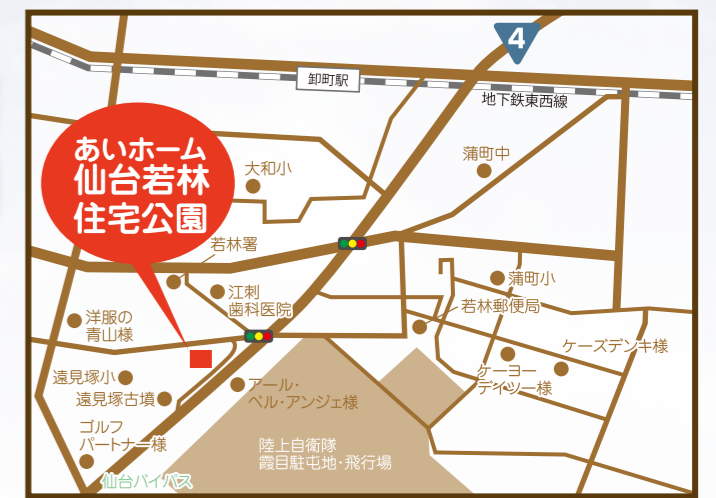 4
卸町駅
地下鉄東西線
あいホーム
仙台若林
住宅公園
大和小
蒲町中
若林署
江刺
歯科医院
蒲町小
若林郵便局
洋服の
青山様
ケーズデンキ様
ケーヨー
デイツー様
遠見塚小
遠見塚古墳
アール・
ベル・アンジェ様
ゴルフ
パートナー様
陸上自衛隊
霞目駐屯地・飛行場
仙台バイパス